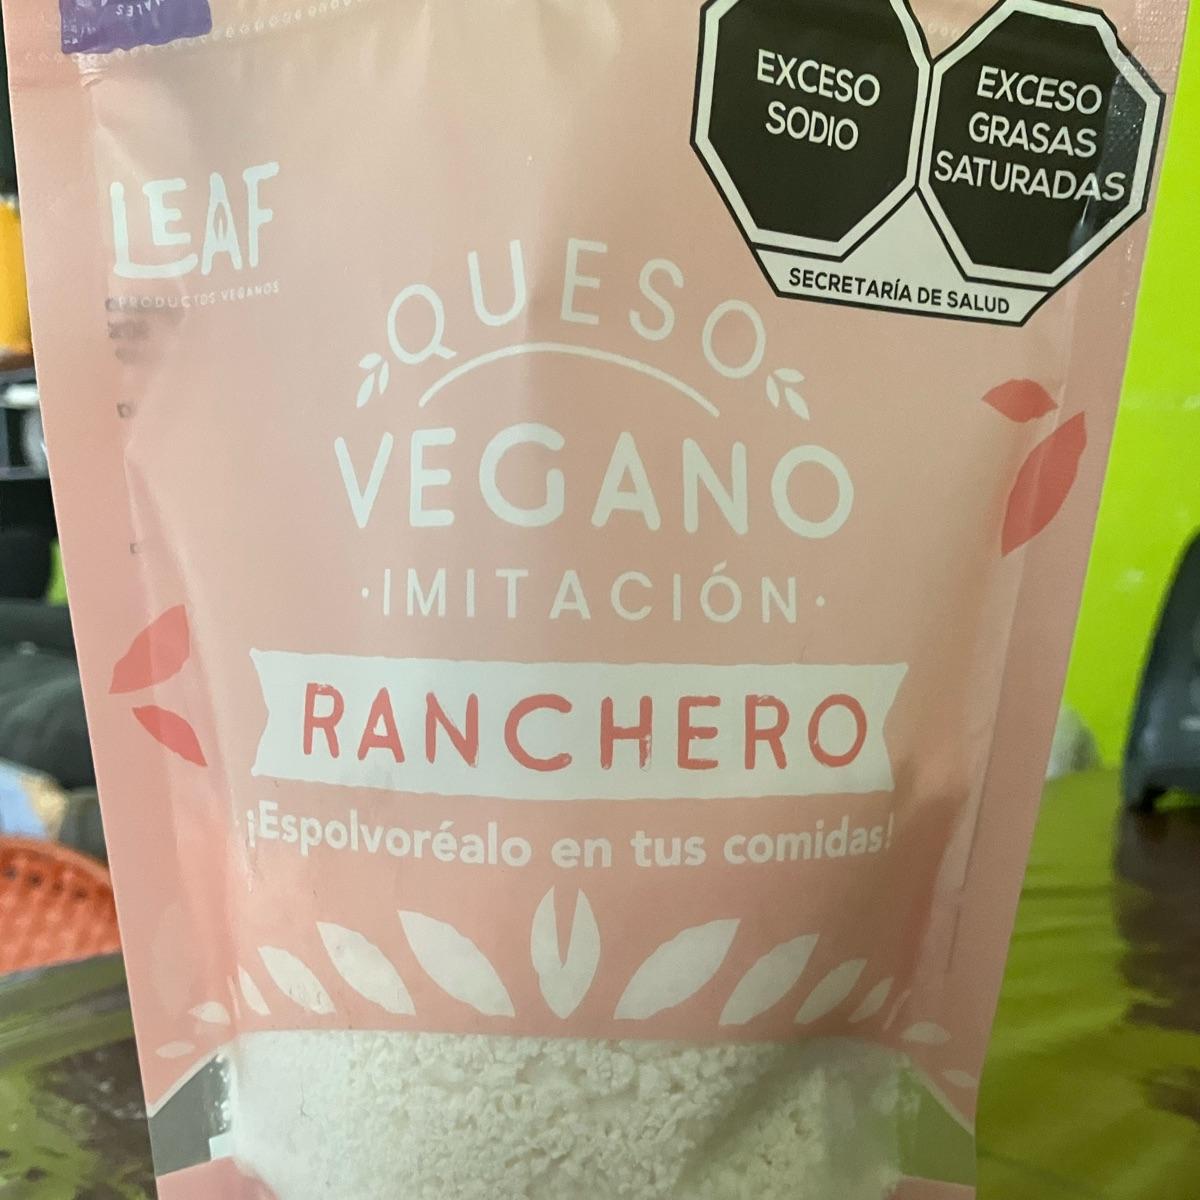 EXCESO
SODIO
EXCESO
GRASAS
SATURADAS
SECRETARÍA DE SALUD
LEAF
PRODUCTOS VEGANOS
QUESO
VEGANO
·IMITACIÓN·
RANCHERO
¡Espolvoréalo en tus comidas!